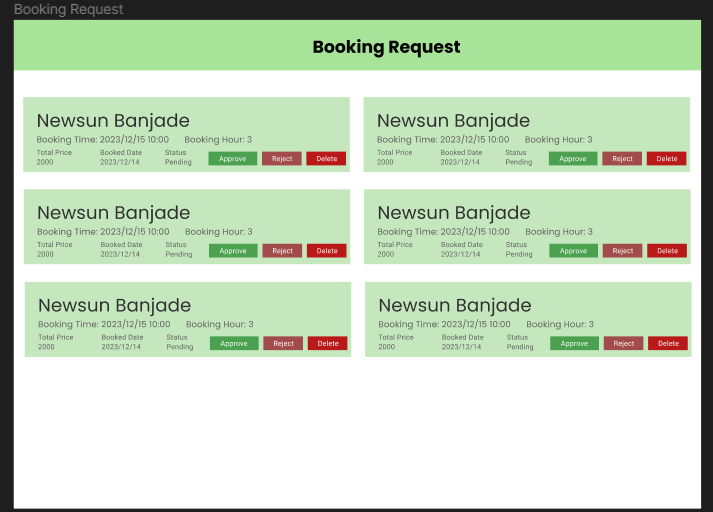 Booking Request
Booking Request
Newsun Banjade
Booking Time: 2023/12/15 10:00 Booking Hour: 3
Total Price Booked Date Status
2000 2023/12/14 Pending Approve Reject Delete
Newsun Banjade
Booking Time: 2023/12/15 10:00 Booking Hour: 3
Total Price Booked Date Status
2000 2023/12/14 Pending Approve Reject Delete
Newsun Banjade
Booking Time: 2023/12/15 10:00 Booking Hour: 3
Total Price Booked Date Status
2000 2023/12/14 Pending Approve Reject Delete
Newsun Banjade
Booking Time: 2023/12/15 10:00 Booking Hour: 3
Total Price Booked Date Status
2000 2023/12/14 Pending Approve Reject Delete
Newsun Banjade
Booking Time: 2023/12/15 10:00 Booking Hour: 3
Total Price Booked Date Status
2000 2023/12/14 Pending Approve Reject Delete
Newsun Banjade
Booking Time: 2023/12/15 10:00 Booking Hour: 3
Total Price Booked Date Status
2000 2023/12/14 Pending Approve Reject Delete